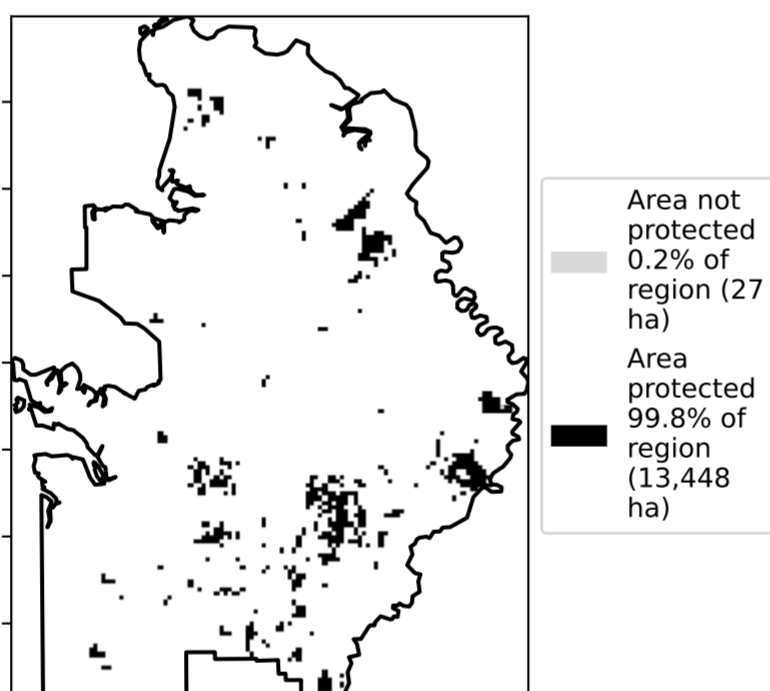 Area not
protected
0.2% of
region (27
ha)
Area
protected
99.8% of
region
(13,448
ha)